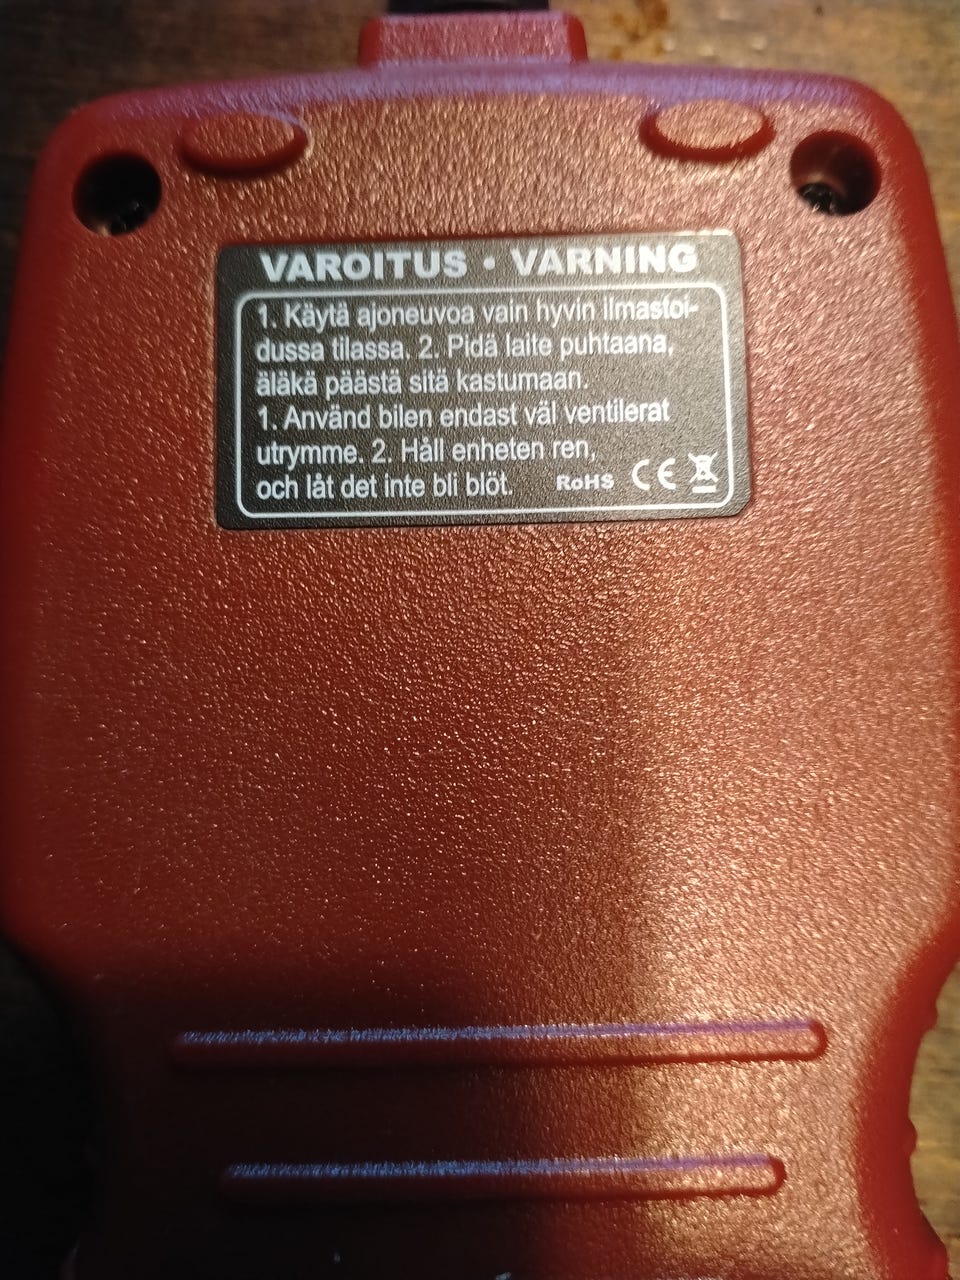 VAROITUS • VARNING
1. Käytä ajoneuvoa vain hyvin ilmastoi-
dussa tilassa. 2. Pidä laite puhtaana,
äläkä päästä sitä kastumaan.
1. Använd bilen endast väl ventilerat
utrymme. 2. Håll enheten ren,
och låt det inte bli blöt. RoHS CE